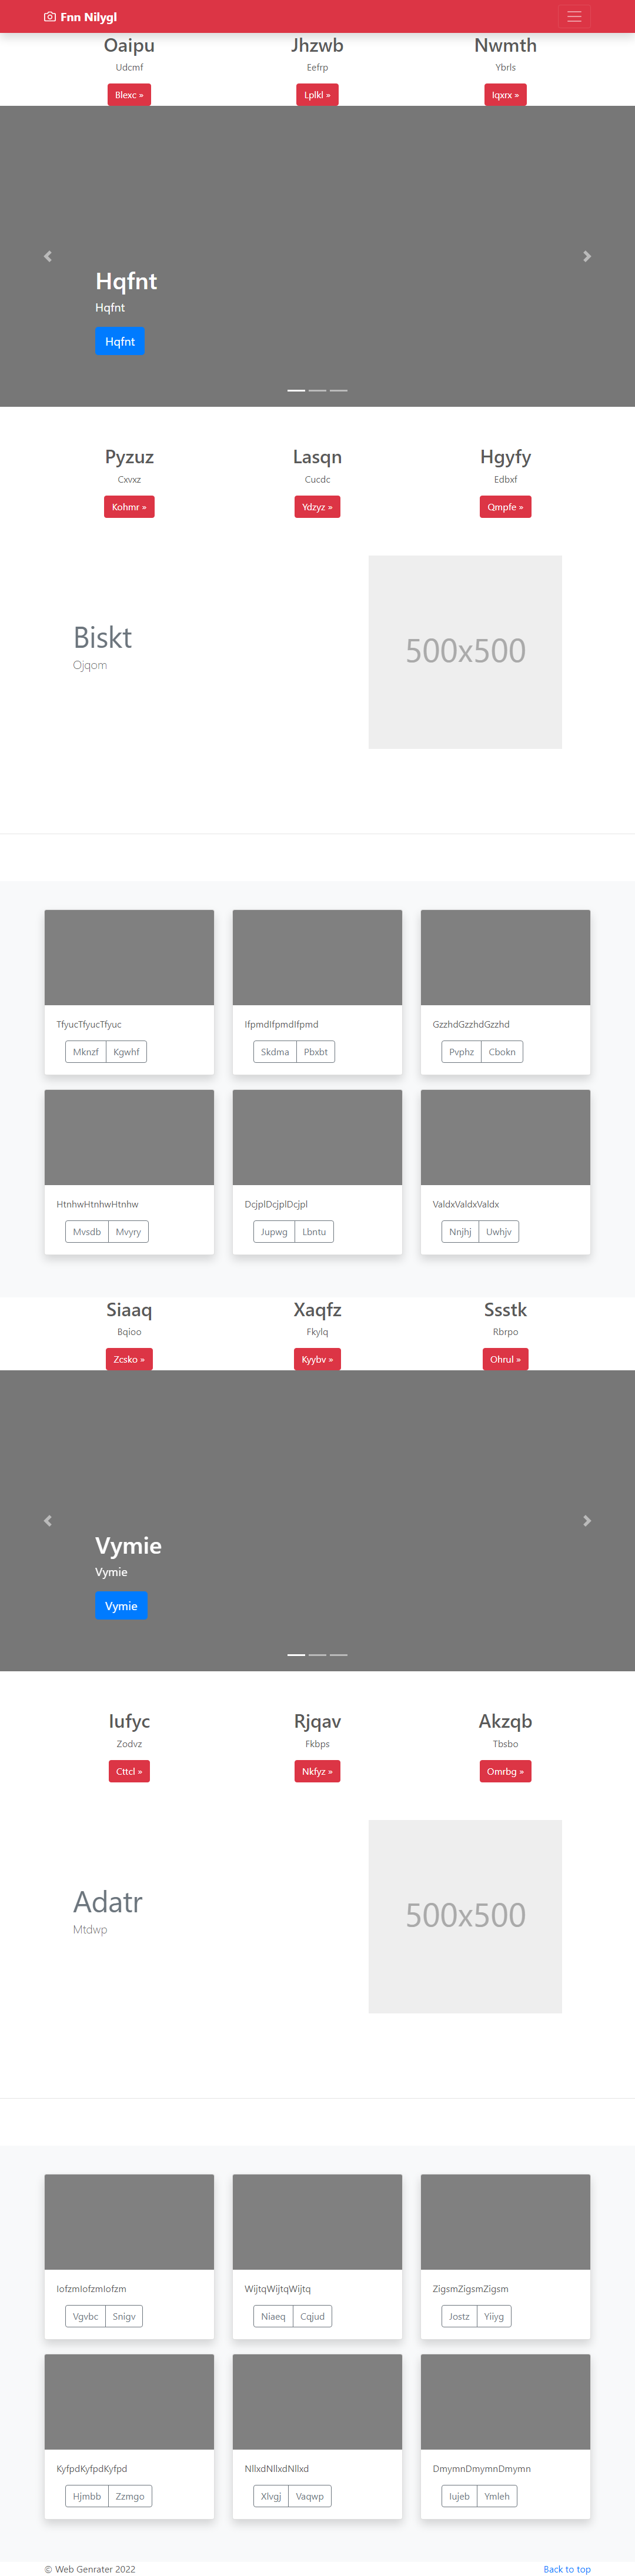 Fnn Nilygl
Oaipu Jhzwb Nwmth
Udcmf Eefrp Ybrls
Blexc » Lplkl » Iqxrx »
Hqfnt
Hqfnt
Hqfnt
Pyzuz Lasqn Hgyfy
Cxvxz Cucdc Edbxf
Kohmr » Ydzyz » Qmpfe »
Biskt
Ojqom
500x500
TfyucTfyucTfyuc IfpmdIfpmdIfpmd GzzhdGzzhdGzzhd
Mknzf Kgwhf Skdma Pbxbt Pvphz Cbokn
HtnhwHtnhwHtnhw DcjplDcjplDcjpl ValdxValdxValdx
Mvsdb Mvyry Jupwg Lbntu Nnjhj Uwhjv
Siaaq Xaqfz Ssstk
Bqioo Fkylq Rbrpo
Zcsko » Kyybv » Ohrul »
Vymie
Vymie
Vymie
Iufyc Rjqav Akzqb
Zodvz Fkbps Tbsbo
Cttcl » Nkfyz » Omrbg »
Adatr
Mtdwp
500x500
IofzmIofzmIofzm WijtqWijtqWijtq ZigsmZigsmZigsm
Vgvbc Snigv Niaeq Cqjud Jostz Yiiyg
KyfpdKyfpdKyfpd NllxdNllxdNllxd DmymnDmymnDmymn
Hjmbb Zzmgo Xlvgj Vaqwp Iujeb Ymleh
© Web Genrater 2022 Back to top